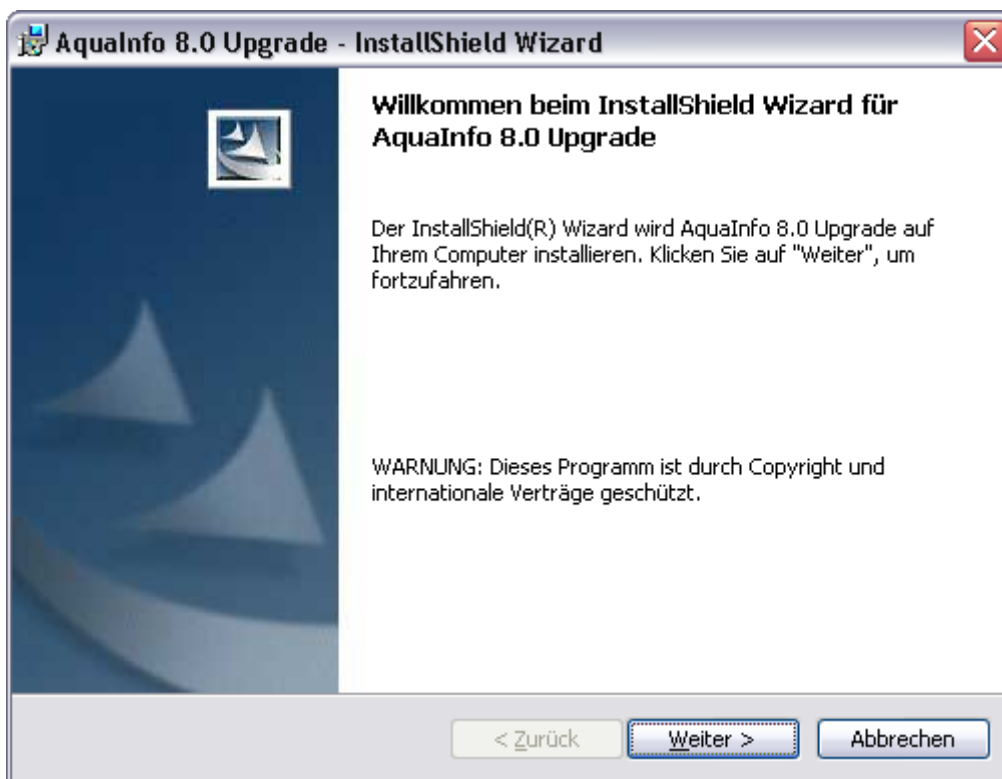 AquaInfo 8.0 Upgrade - InstallShield Wizard
Willkommen beim InstallShield Wizard für
AquaInfo 8.0 Upgrade
Der InstallShield(R) Wizard wird AquaInfo 8.0 Upgrade auf
Ihrem Computer installieren. Klicken Sie auf "Weiter", um
fortzufahren.
WARNUNG: Dieses Programm ist durch Copyright und
internationale Verträge geschützt.
< Zurück
Weiter >
Abbrechen